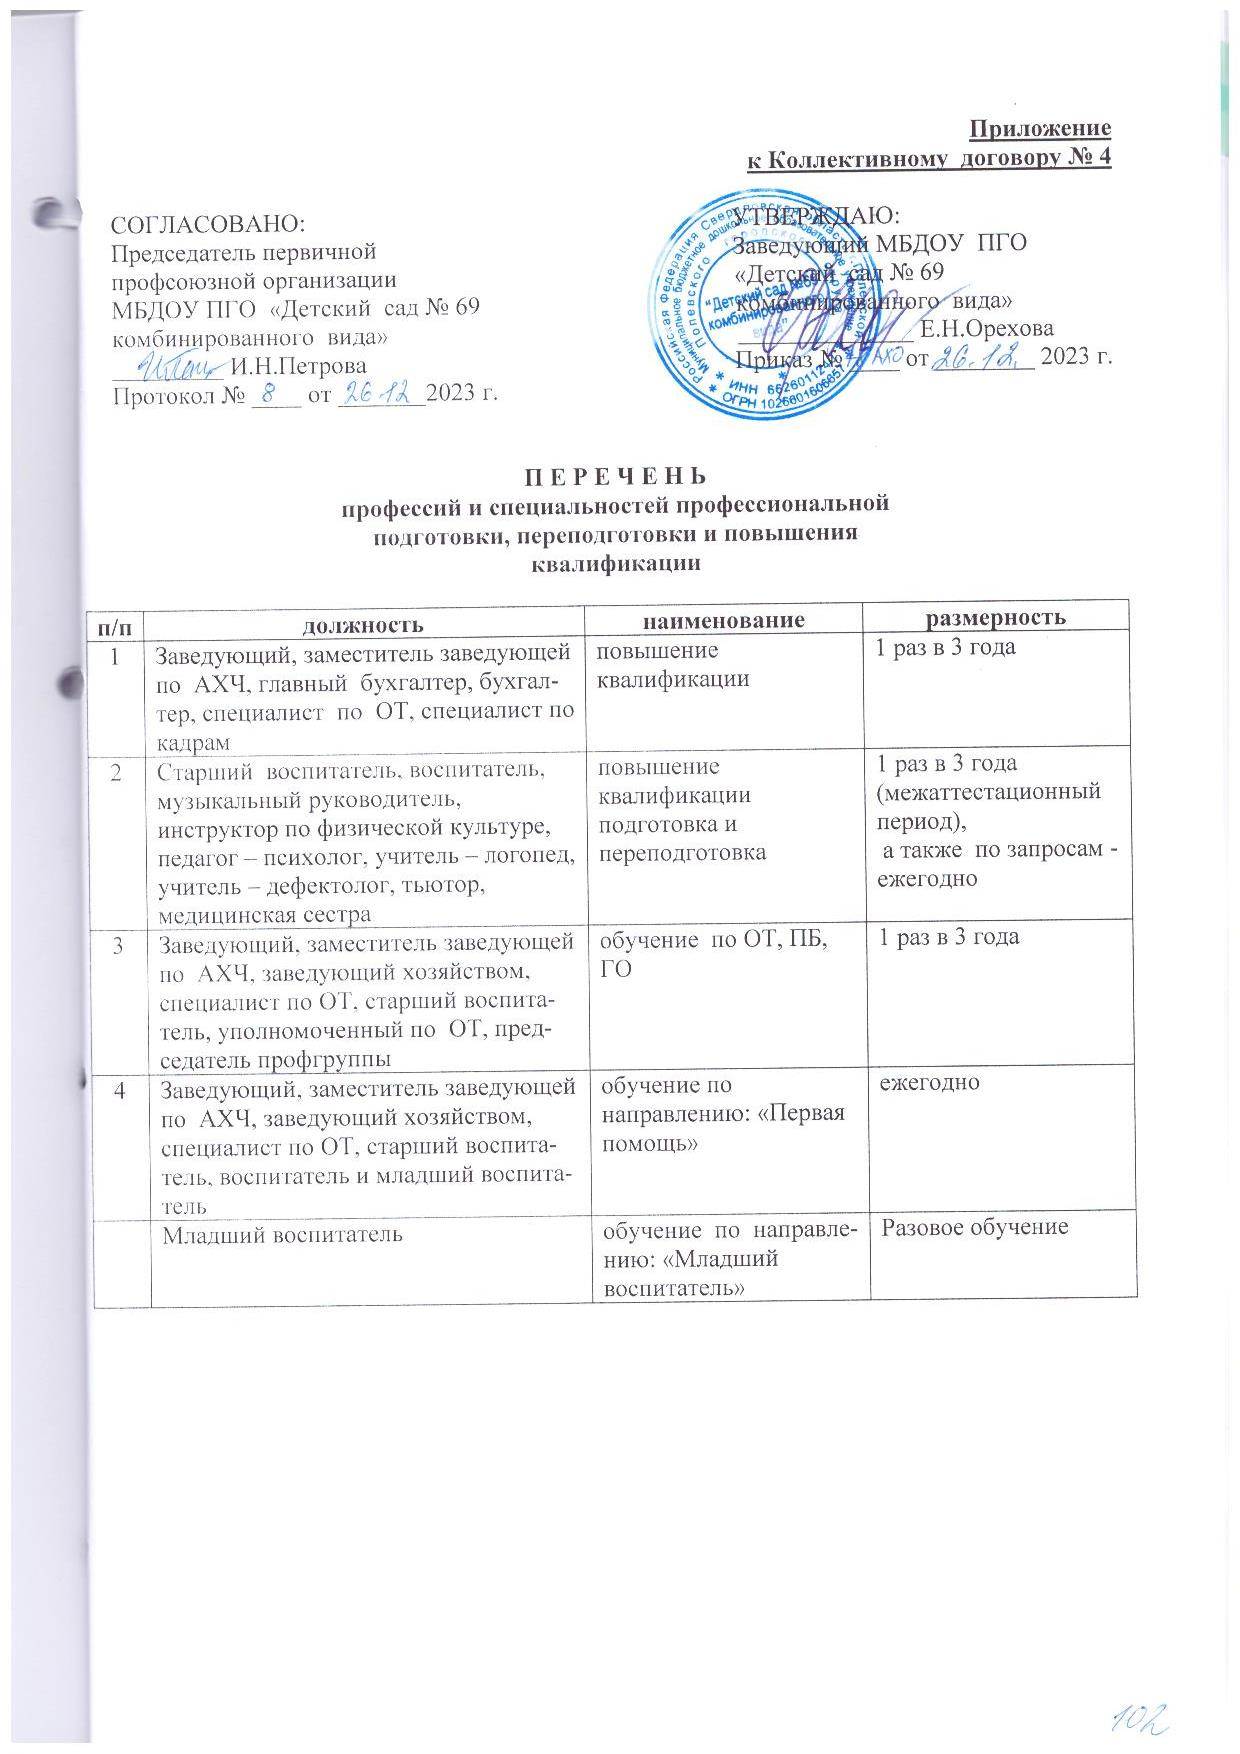 Приложение
к Коллективному договору № 4
СОГЛАСОВАНО:
Председатель первичной
профсоюзной организации
МБДОУ ПГО «Детский сад № 69
комбинированного вида»
_________ И.Н.Петрова
Протокол № 8 от 26.12 2023 г.
УТВЕРЖДАЮ:
Заведующий МБДОУ ПГО
«Детский сад № 69
комбинированного вида»
______________ Е.Н.Орехова
Приказ № АХО от 26.12. 2023 г.
"Детский сад №69
комбинированного
вида"
П Е Р Е Ч Е Н Ь
профессий и специальностей профессиональной
подготовки, переподготовки и повышения
квалификации
п/п должность наименование размерность
1
Заведующий, заместитель заведующей
по АХЧ, главный бухгалтер, бухгал-
тер, специалист по ОТ, специалист по
кадрам
повышение
квалификации
1 раз в 3 года
2
Старший воспитатель, воспитатель,
музыкальный руководитель,
инструктор по физической культуре,
педагог – психолог, учитель – логопед,
учитель – дефектолог, тьютор,
медицинская сестра
повышение
квалификации
подготовка и
переподготовка
1 раз в 3 года
(межаттестационный
период),
а также по запросам -
ежегодно
3
Заведующий, заместитель заведующей
по АХЧ, заведующий хозяйством,
специалист по ОТ, старший воспита-
тель, уполномоченный по ОТ, пред-
седатель профгруппы
обучение по ОТ, ПБ,
ГО
1 раз в 3 года
4
Заведующий, заместитель заведующей
по АХЧ, заведующий хозяйством,
специалист по ОТ, старший воспита-
тель, воспитатель и младший воспита-
тель
обучение по
направлению: «Первая
помощь»
ежегодно
Младший воспитатель
обучение по направле-
нию: «Младший
воспитатель»
Разовое обучение
102